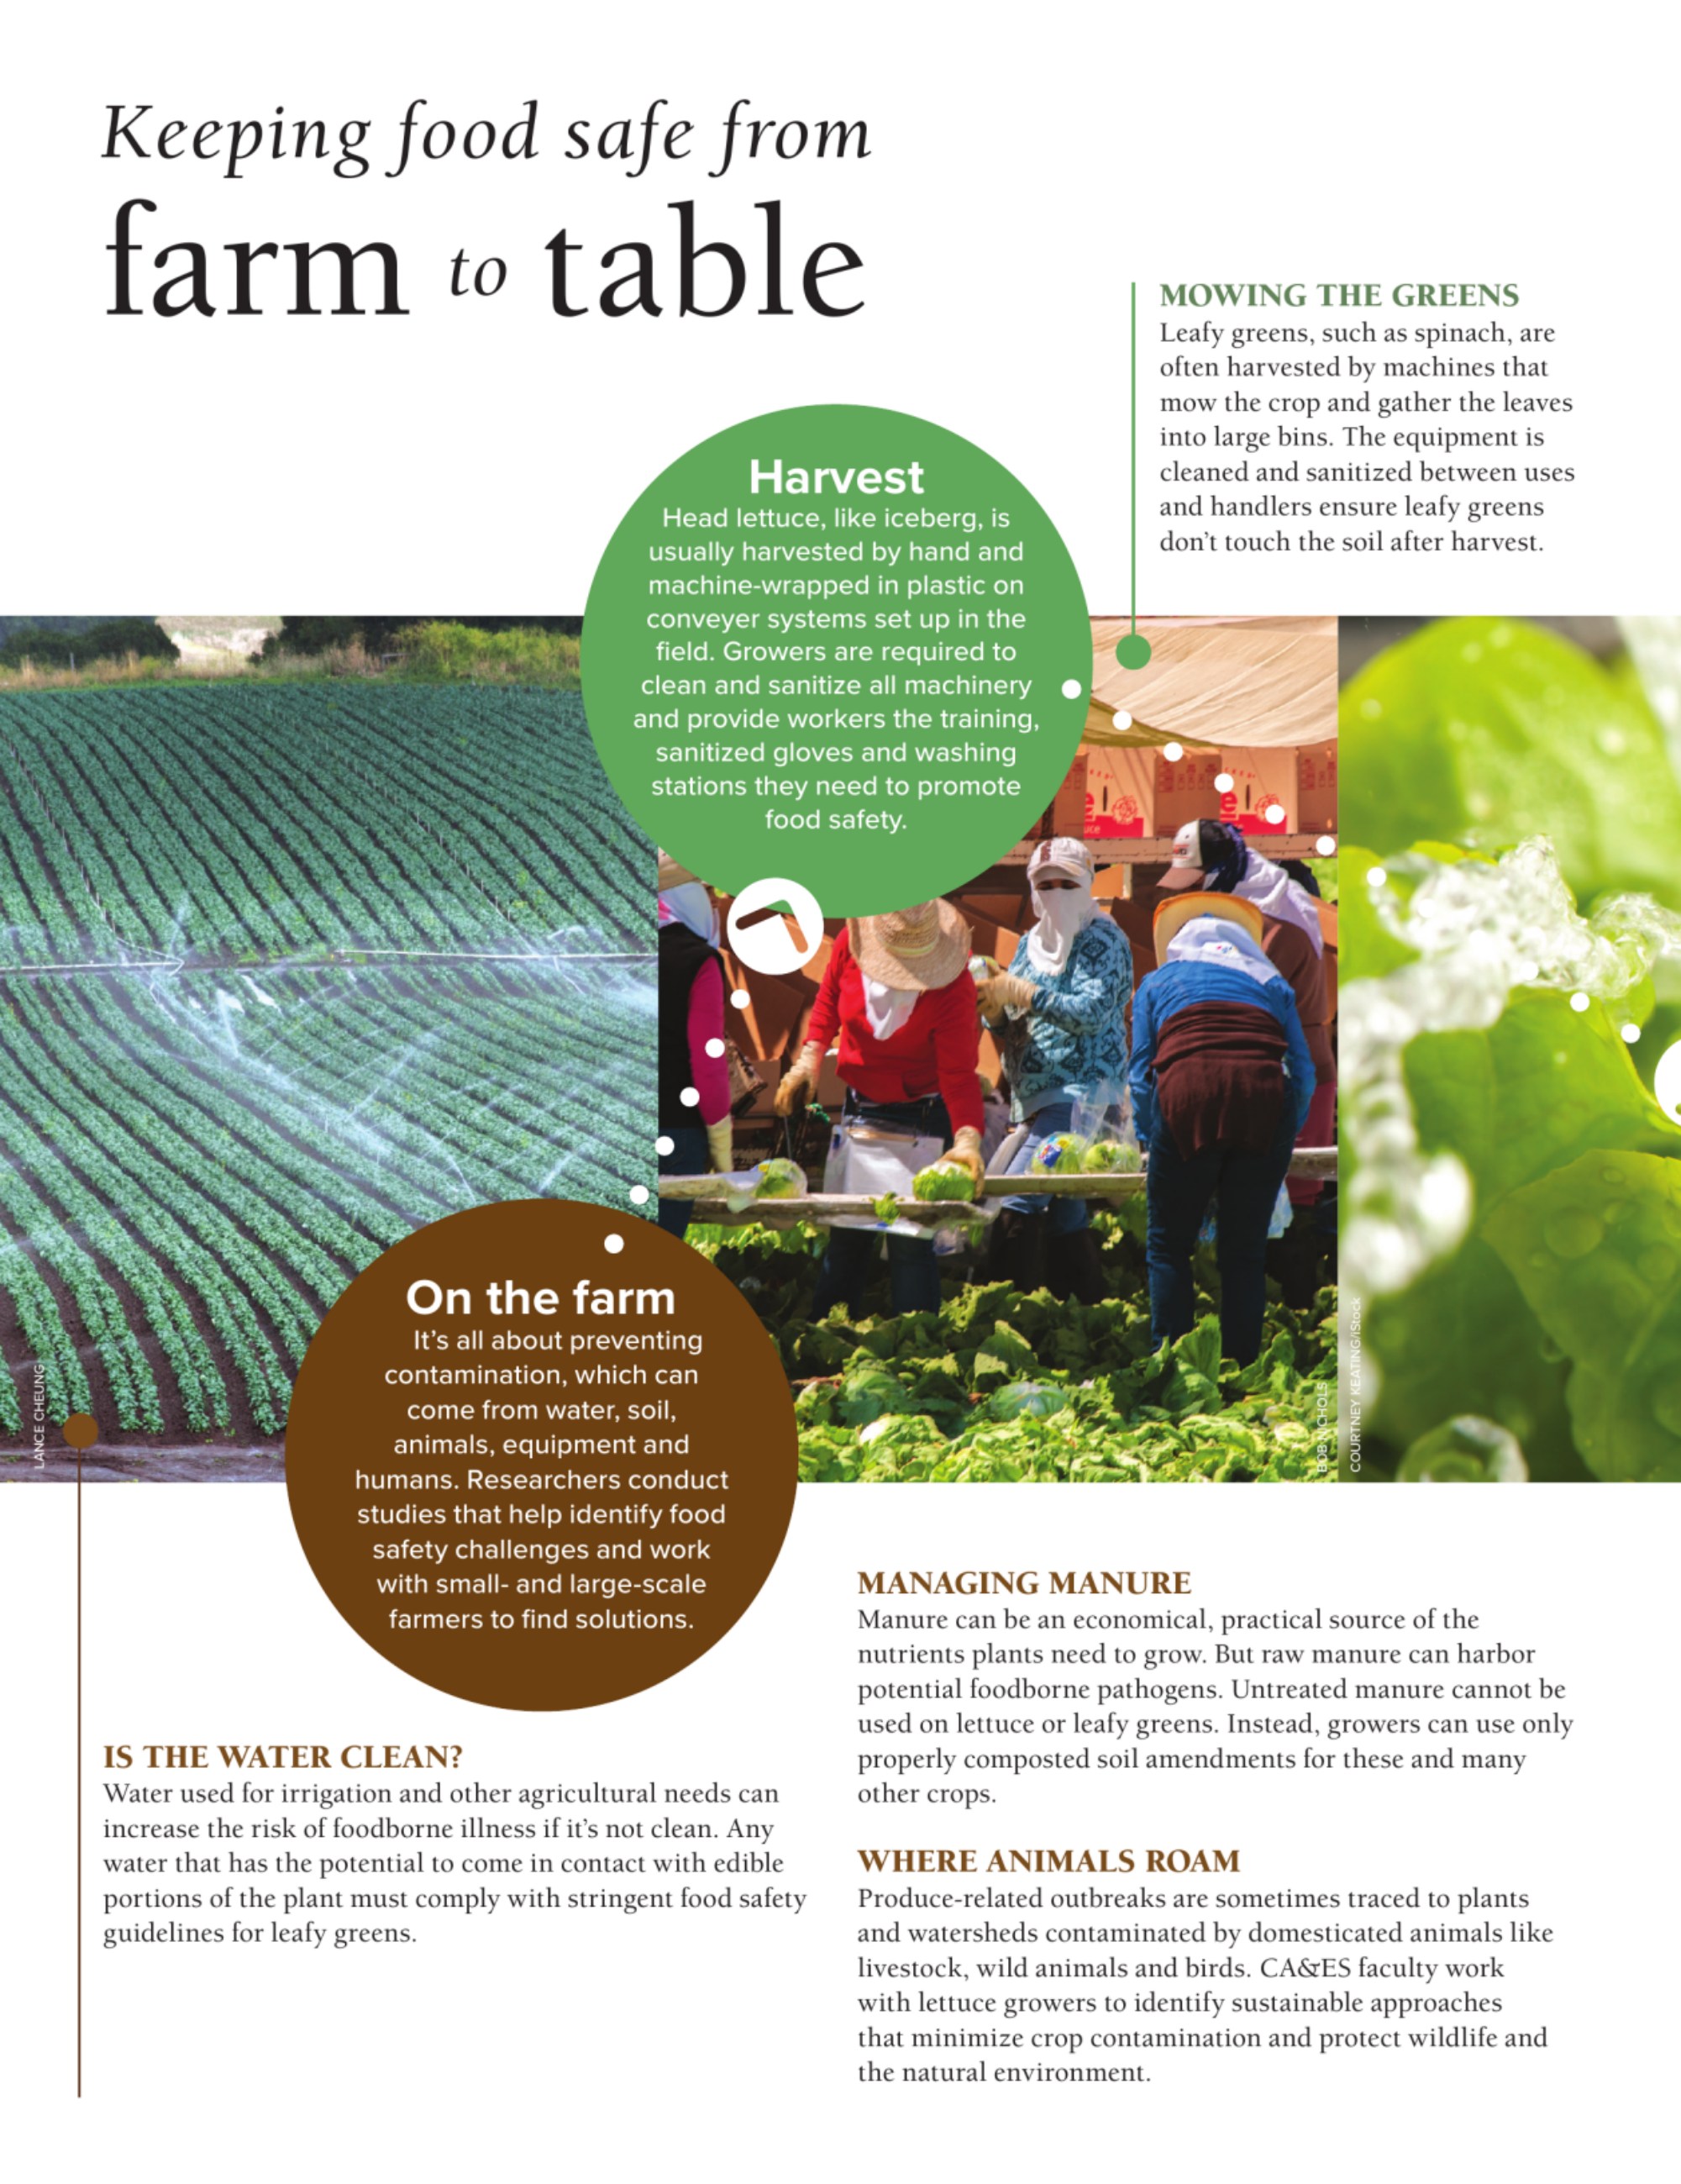 Keeping food safe from
farm to table
MOWING THE GREENS
Leafy greens, such as spinach, are
often harvested by machines that
mow the crop and gather the leaves
into large bins. The equipment is
cleaned and sanitized between uses
and handlers ensure leafy greens
don't touch the soil after harvest.
Harvest
Head lettuce, like iceberg, is
usually harvested by hand and
machine-wrapped in plastic on
conveyer systems set up in the
field. Growers are required to
clean and sanitize all machinery
and provide workers the training,
sanitized gloves and washing
stations they need to promote
food safety.
On the farm
It's all about preventing
contamination, which can
come from water, soil,
animals, equipment and
humans. Researchers conduct
studies that help identify food
safety challenges and work
with small- and large-scale
farmers to find solutions.
LANCE CHEUNG
BOB NICHOLS
COURTNEY KEATING/iStock
IS THE WATER CLEAN?
Water used for irrigation and other agricultural needs can
increase the risk of foodborne illness if it's not clean. Any
water that has the potential to come in contact with edible
portions of the plant must comply with stringent food safety
guidelines for leafy greens.
MANAGING MANURE
Manure can be an economical, practical source of the
nutrients plants need to grow. But raw manure can harbor
potential foodborne pathogens. Untreated manure cannot be
used on lettuce or leafy greens. Instead, growers can use only
properly composted soil amendments for these and many
other crops.
WHERE ANIMALS ROAM
Produce-related outbreaks are sometimes traced to plants
and watersheds contaminated by domesticated animals like
livestock, wild animals and birds. CA&ES faculty work
with lettuce growers to identify sustainable approaches
that minimize crop contamination and protect wildlife and
the natural environment.